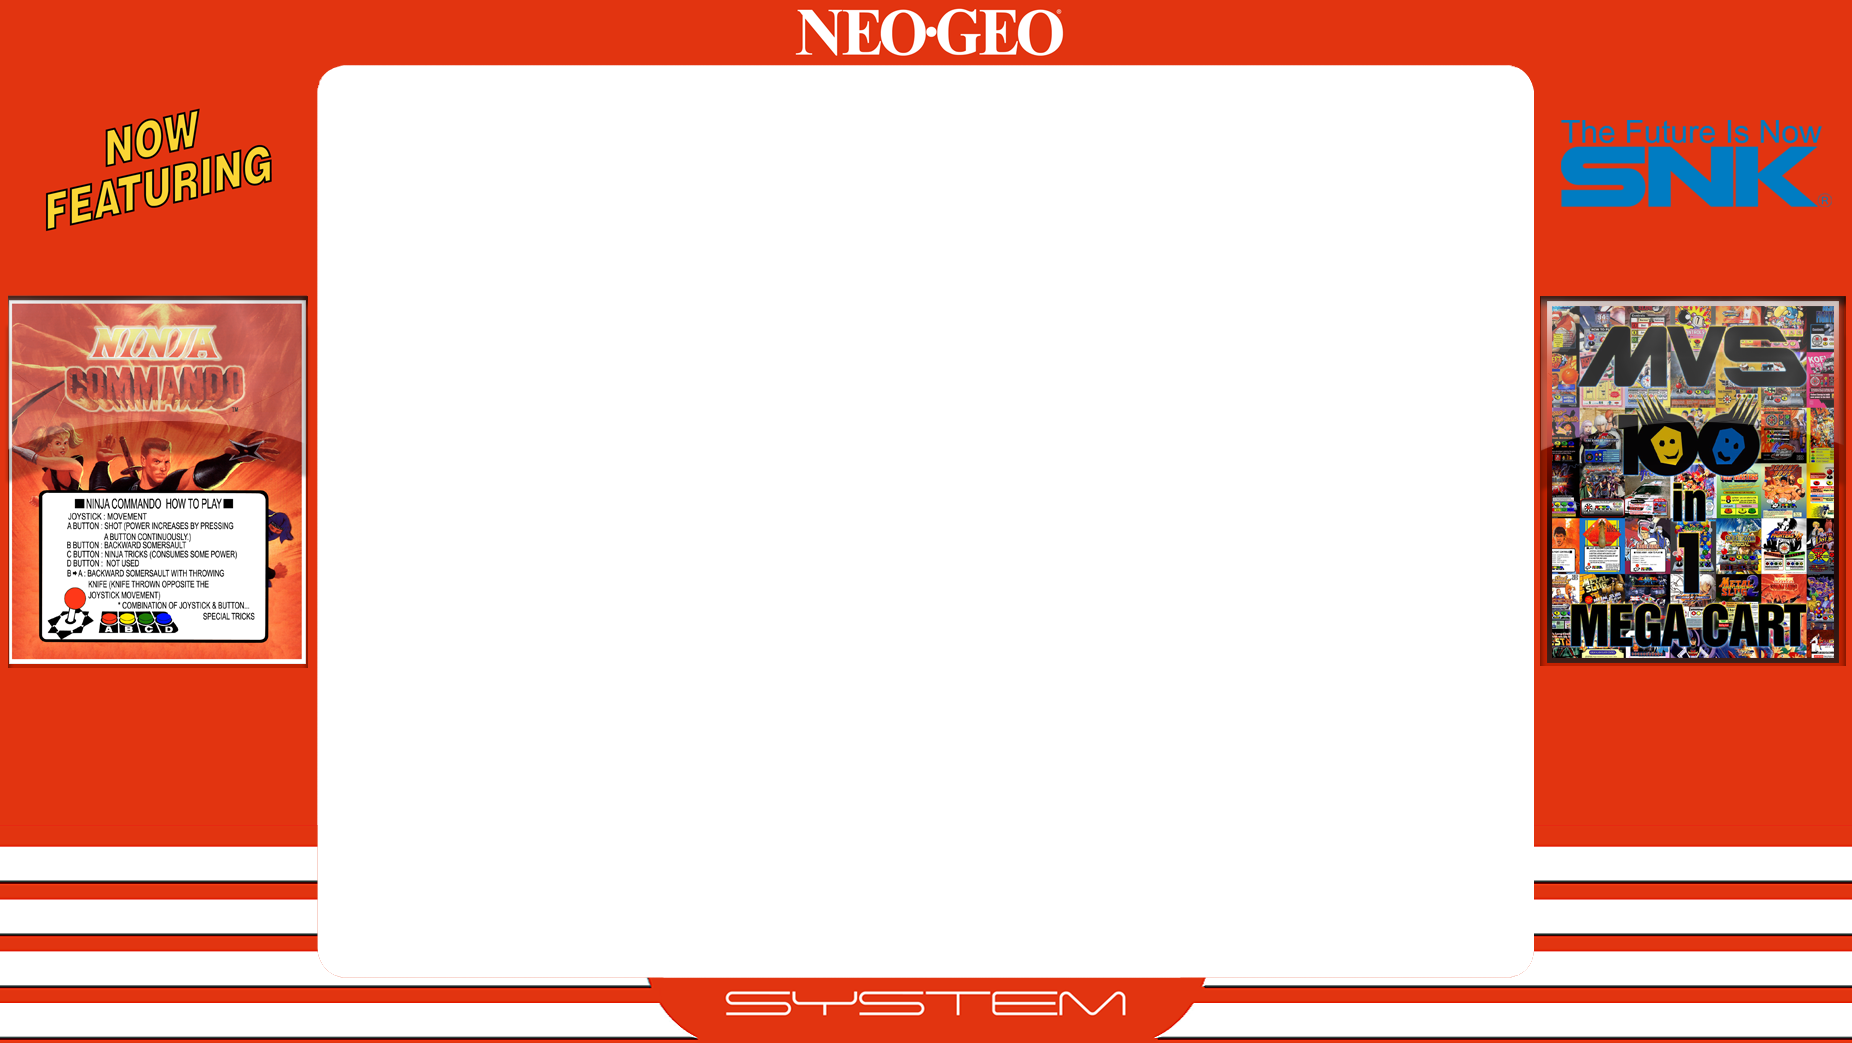 NEO•GEO®
NOW
FEATURING
The Future Is Now
SNK®
NINJA
COMMANDO™
■NINJA COMMANDO HOW TO PLAY■
JOYSTICK : MOVEMENT
A BUTTON : SHOT (POWER INCREASES BY PRESSING
A BUTTON CONTINUOUSLY.)
B BUTTON : BACKWARD SOMERSAULT
C BUTTON : NINJA TRICKS (CONSUMES SOME POWER)
D BUTTON : NOT USED
B➔A : BACKWARD SOMERSAULT WITH THROWING
KNIFE (KNIFE THROWN OPPOSITE THE
JOYSTICK MOVEMENT)
* COMBINATION OF JOYSTICK & BUTTON...
SPECIAL TRICKS
A B C D
MVS
100
in
1
MEGA CART
SYSTEM